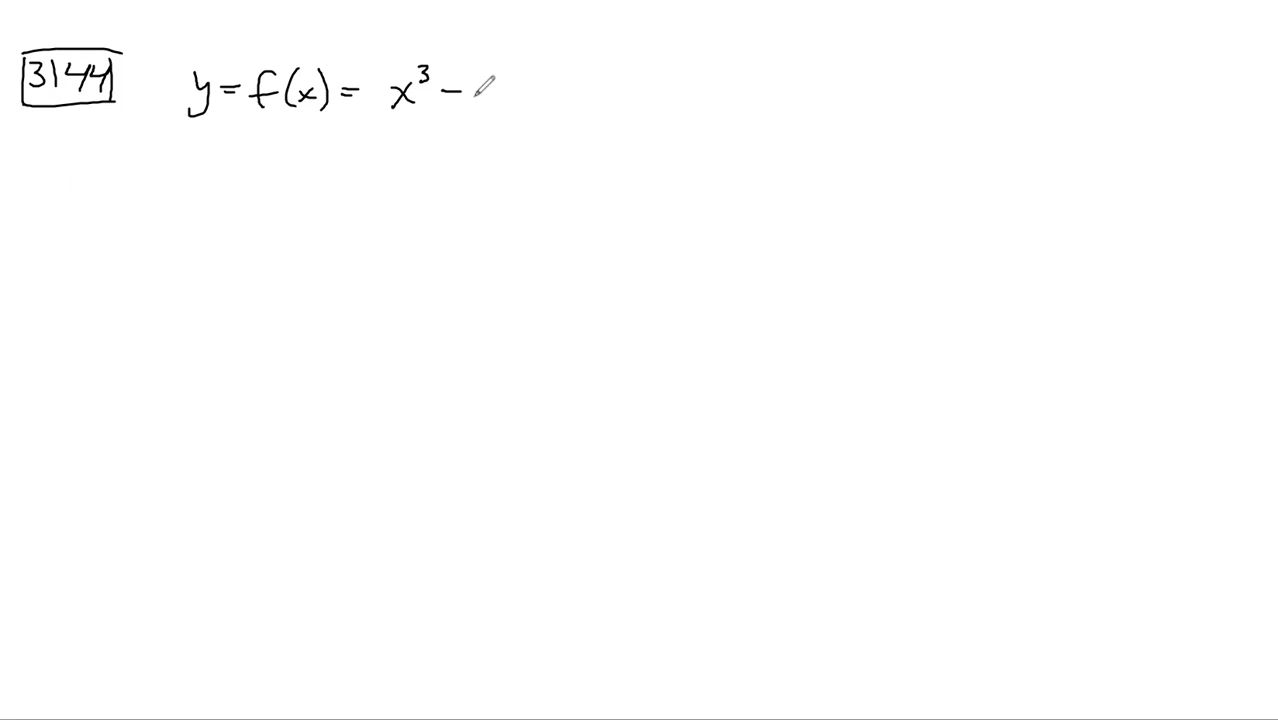 3144 y = f(x) = x³ -